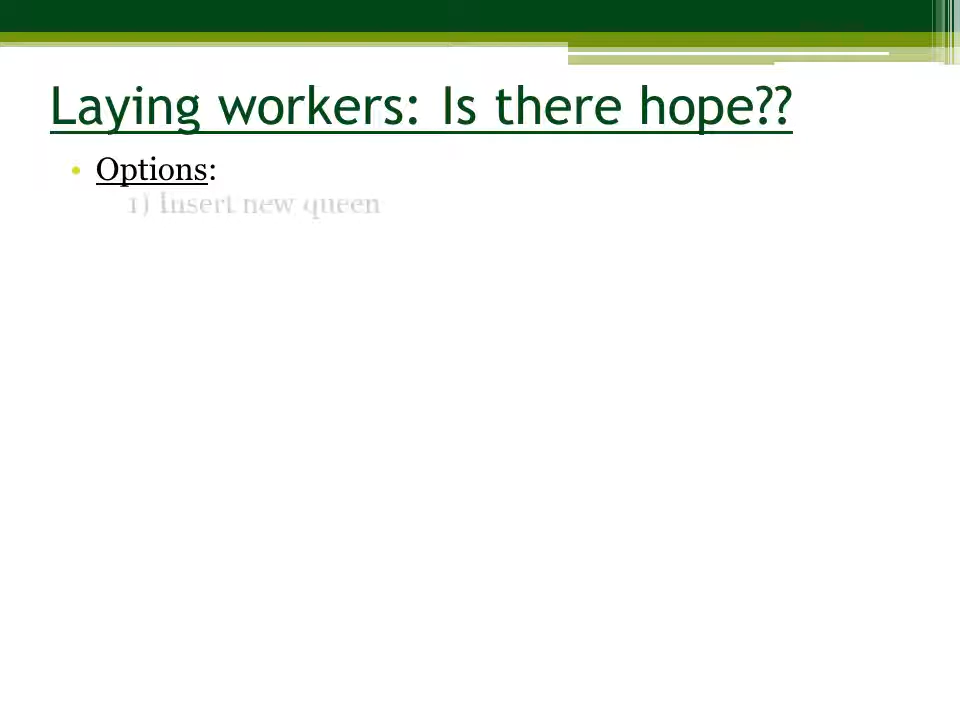 Laying workers: Is there hope??
• Options:
1) Insert new queen